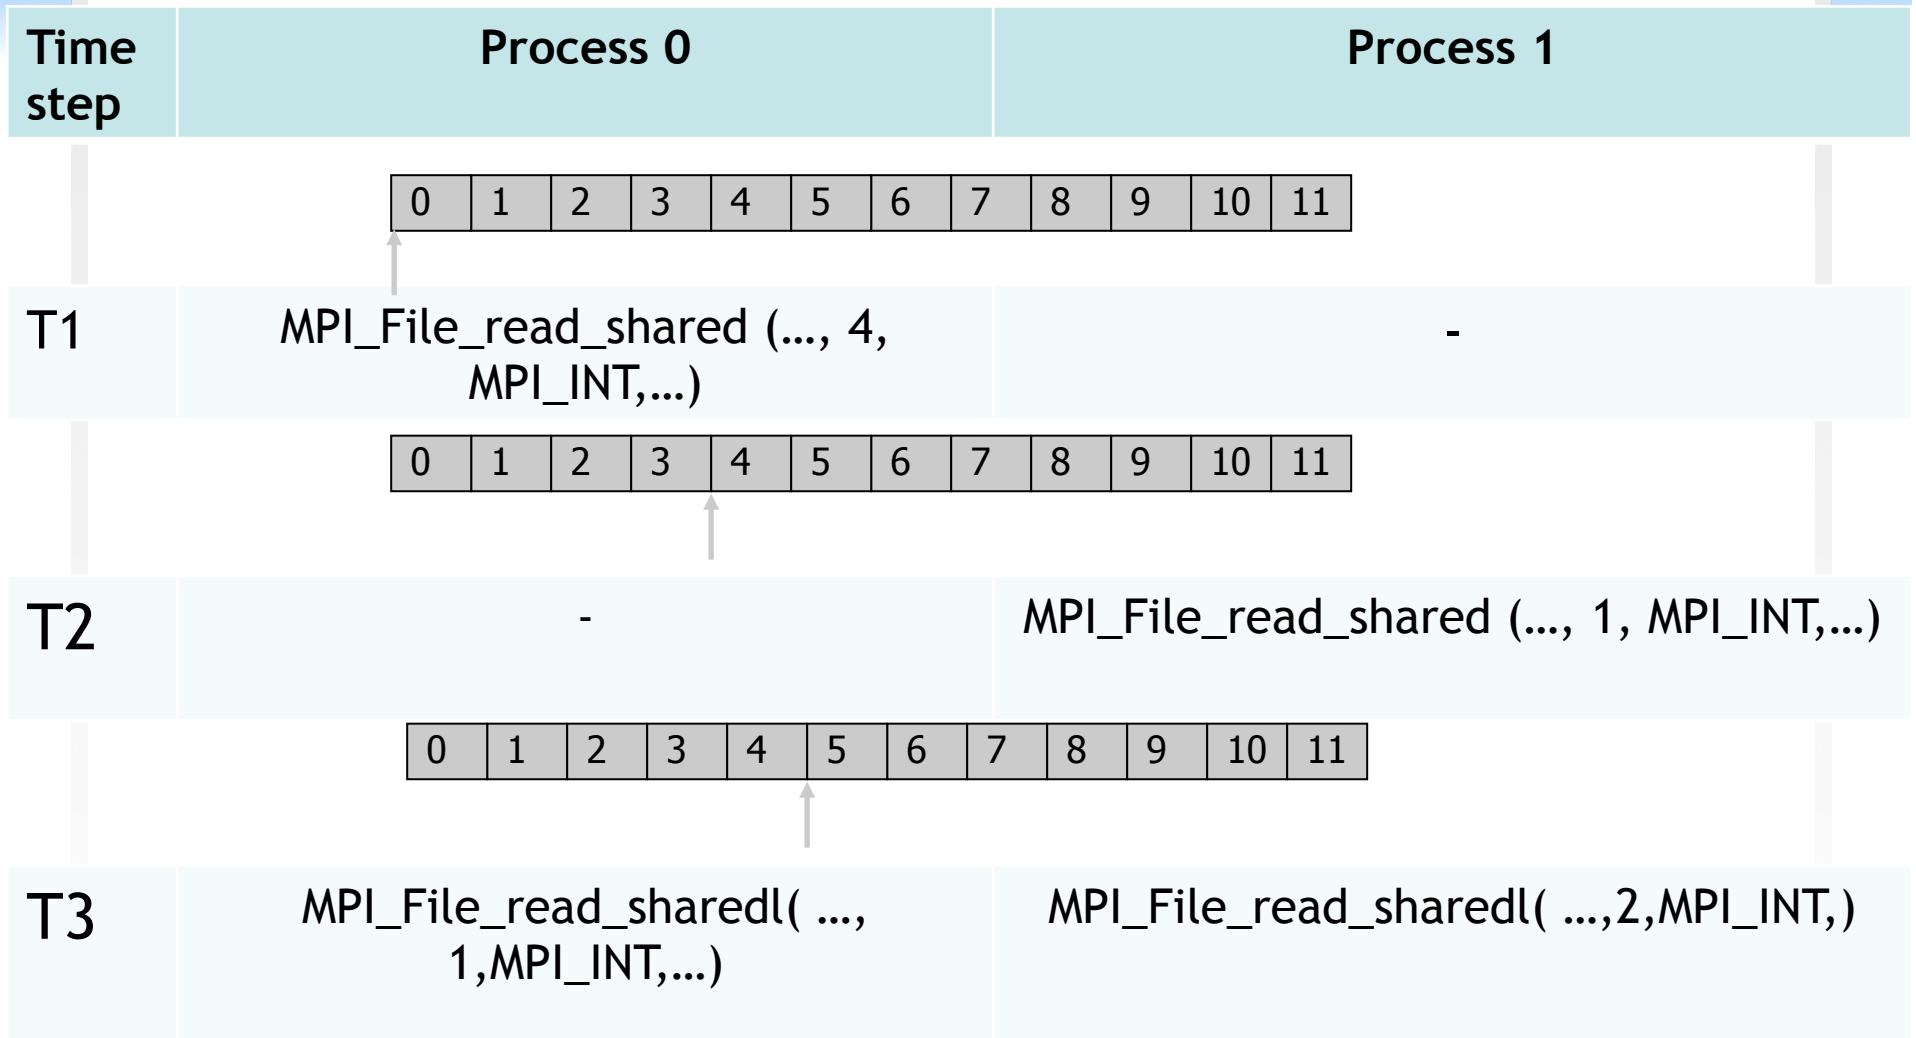 Time step
Process 0
Process 1
0 1 2 3 4 5 6 7 8 9 10 11
T1
MPI_File_read_shared (…, 4,
MPI_INT,…)
-
0 1 2 3 4 5 6 7 8 9 10 11
T2
-
MPI_File_read_shared (…, 1, MPI_INT,…)
0 1 2 3 4 5 6 7 8 9 10 11
T3
MPI_File_read_sharedl( …,
1,MPI_INT,…)
MPI_File_read_sharedl( …,2,MPI_INT,)